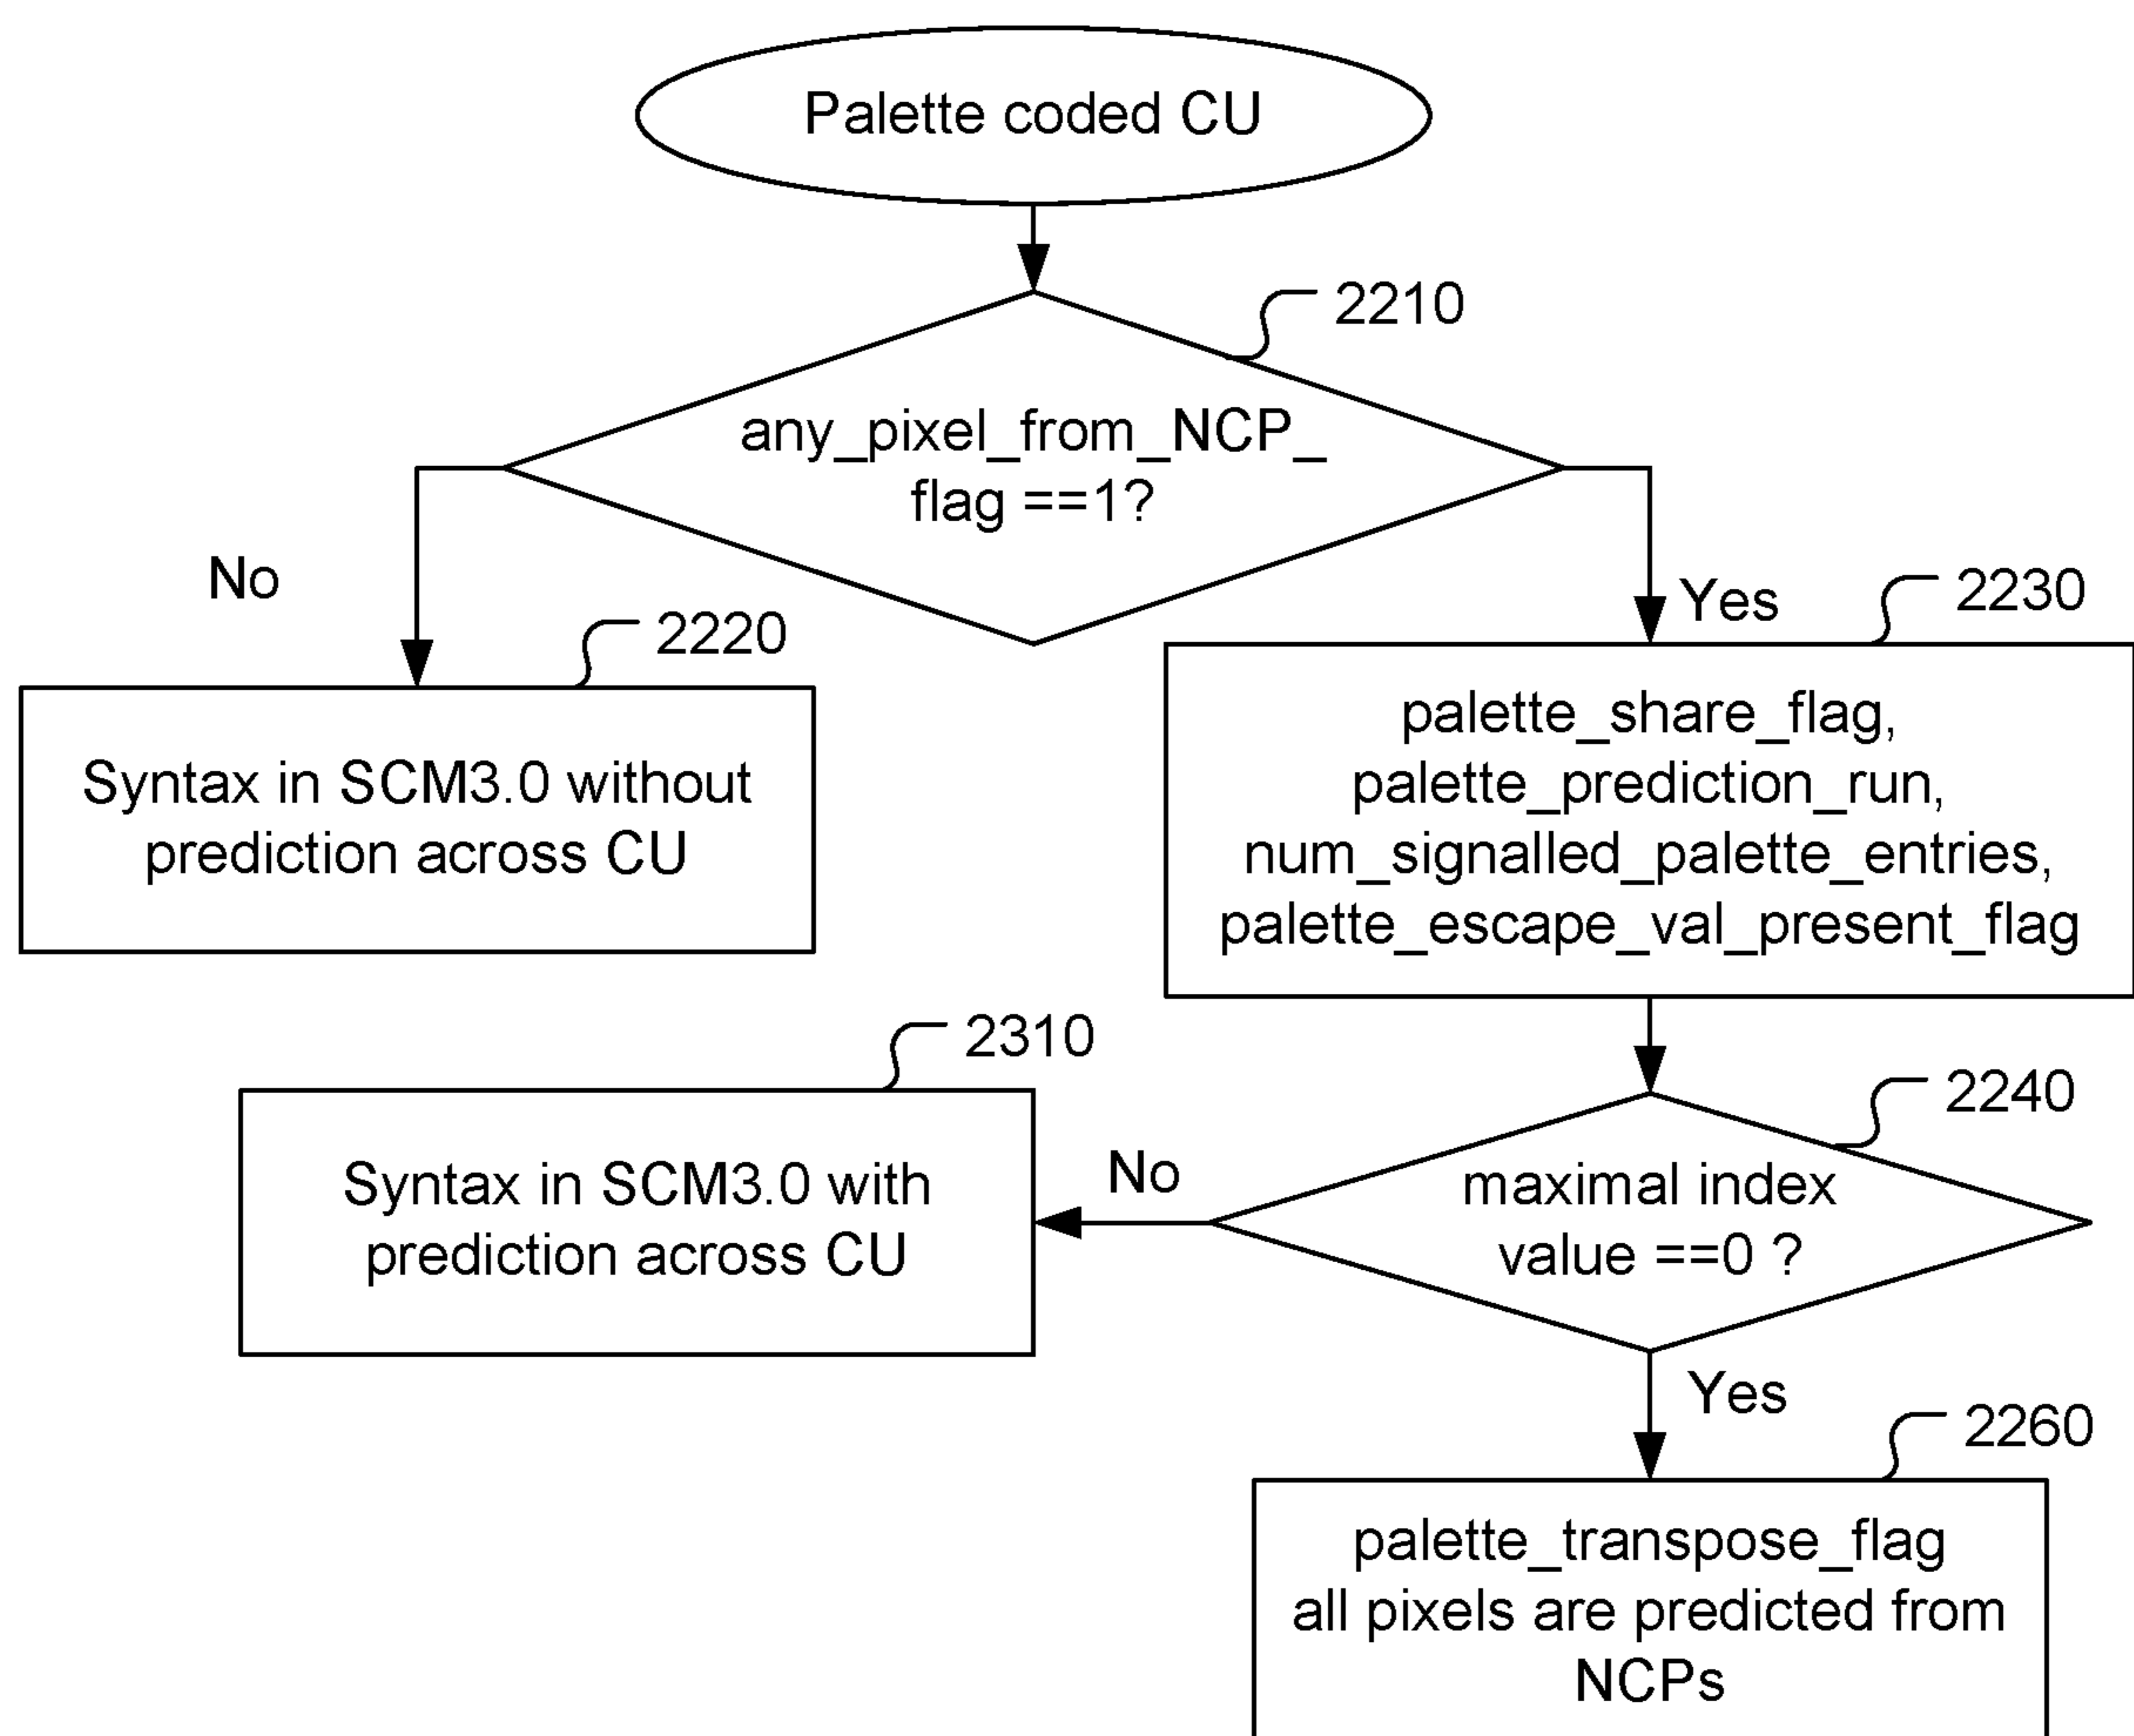 Palette coded CU
2210
any_pixel_from_NCP_
flag ==1?
No
Yes
2220
2230
Syntax in SCM3.0 without
prediction across CU
palette_share_flag,
palette_prediction_run,
num_signalled_palette_entries,
palette_escape_val_present_flag
2310
2240
Syntax in SCM3.0 with
prediction across CU
No
maximal index
value ==0 ?
Yes
2260
palette_transpose_flag
all pixels are predicted from
NCPs